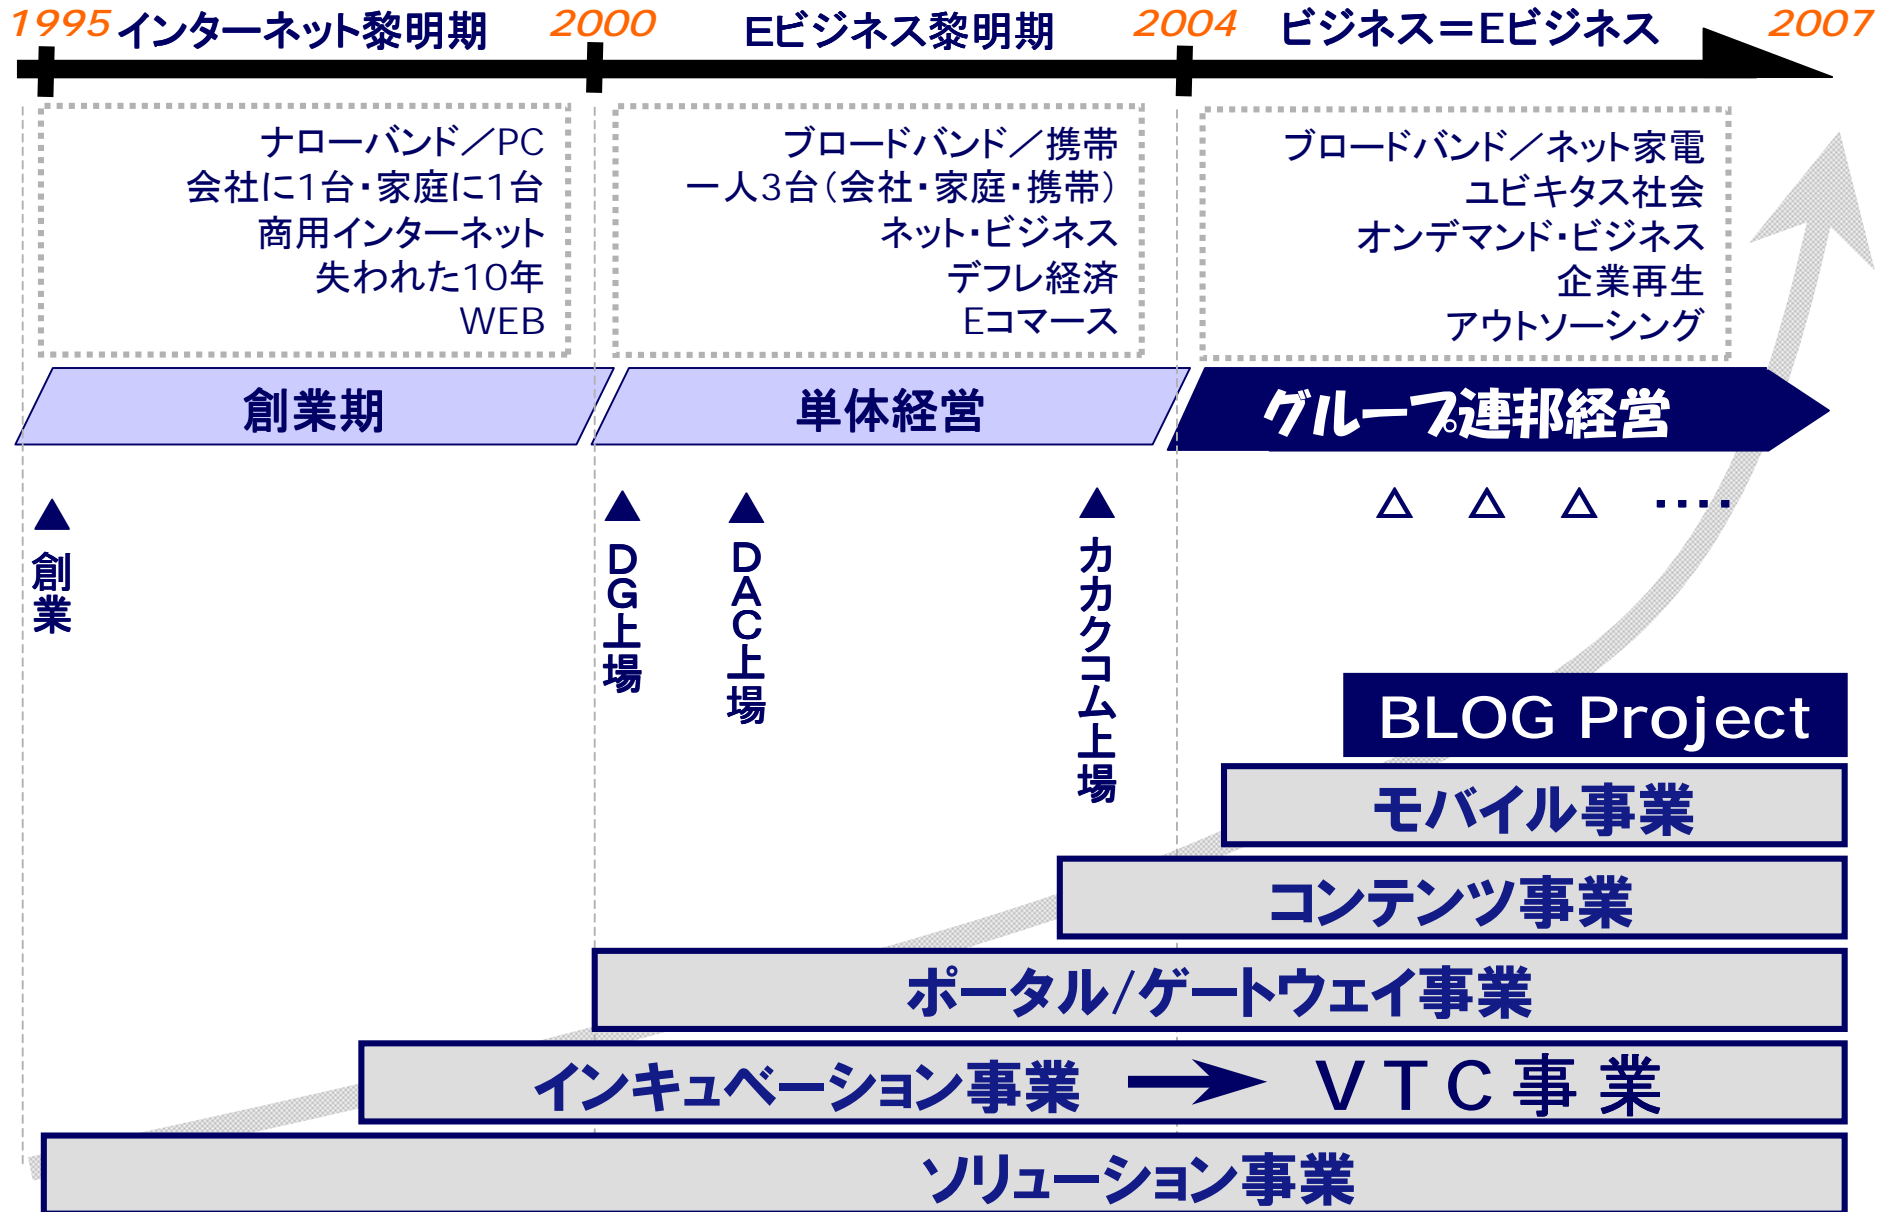 1995 インターネット黎明期 2000 Eビジネス黎明期 2004 ビジネス＝Eビジネス 2007
ナローバンド／PC
会社に1台・家庭に1台
商用インターネット
失われた10年
WEB
ブロードバンド／携帯
一人3台（会社・家庭・携帯）
ネット・ビジネス
デフレ経済
Eコマース
ブロードバンド／ネット家電
ユビキタス社会
オンデマンド・ビジネス
企業再生
アウトソーシング
創業期
単体経営
グループ連邦経営
▲創業
▲DG上場
▲DAC上場
▲カカクコム上場
△ △ △ ‥‥
BLOG Project
モバイル事業
コンテンツ事業
ポータル/ゲートウェイ事業
インキュベーション事業 → VTC事業
ソリューション事業